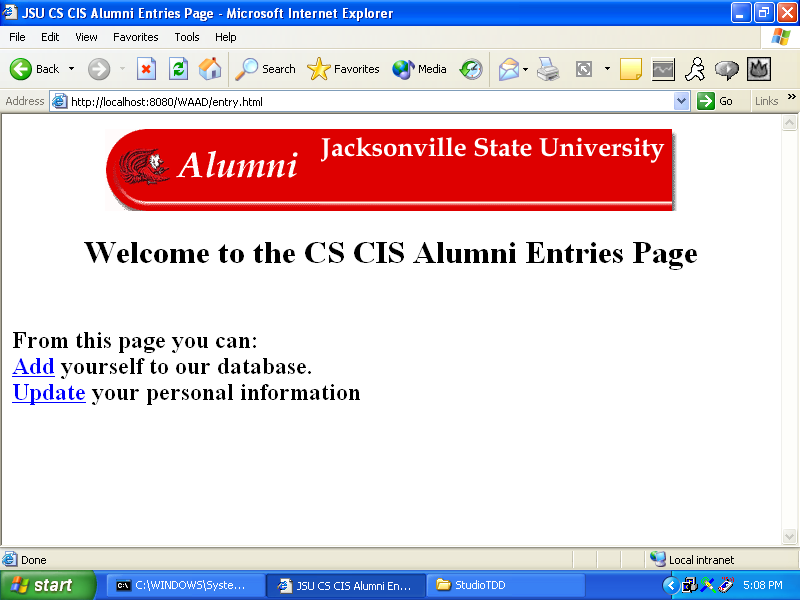 JSU CS CIS Alumni Entries Page - Microsoft Internet Explorer
File Edit View Favorites Tools Help
Back Search Favorites Media
Address http://localhost:8080/WAAD/entry.html Go Links »
Alumni Jacksonville State University
Welcome to the CS CIS Alumni Entries Page
From this page you can:
Add yourself to our database.
Update your personal information
Done Local intranet
start C:\WINDOWS\Syste... JSU CS CIS Alumni En... StudioTDD 5:08 PM